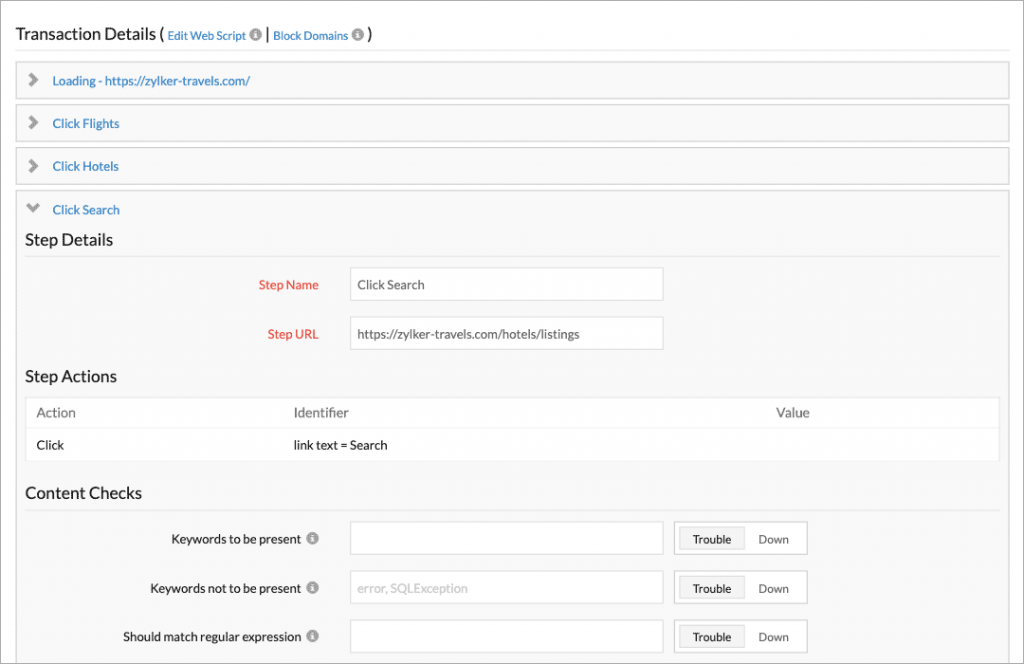 Transaction Details ( Edit Web Script | Block Domains )
Loading - https://zylker-travels.com/
Click Flights
Click Hotels
Click Search
Step Details
Step Name Click Search
Step URL https://zylker-travels.com/hotels/listings
Step Actions
Action Identifier Value
Click link text = Search
Content Checks
Keywords to be present Trouble Down
Keywords not to be present error, SQLException Trouble Down
Should match regular expression Trouble Down